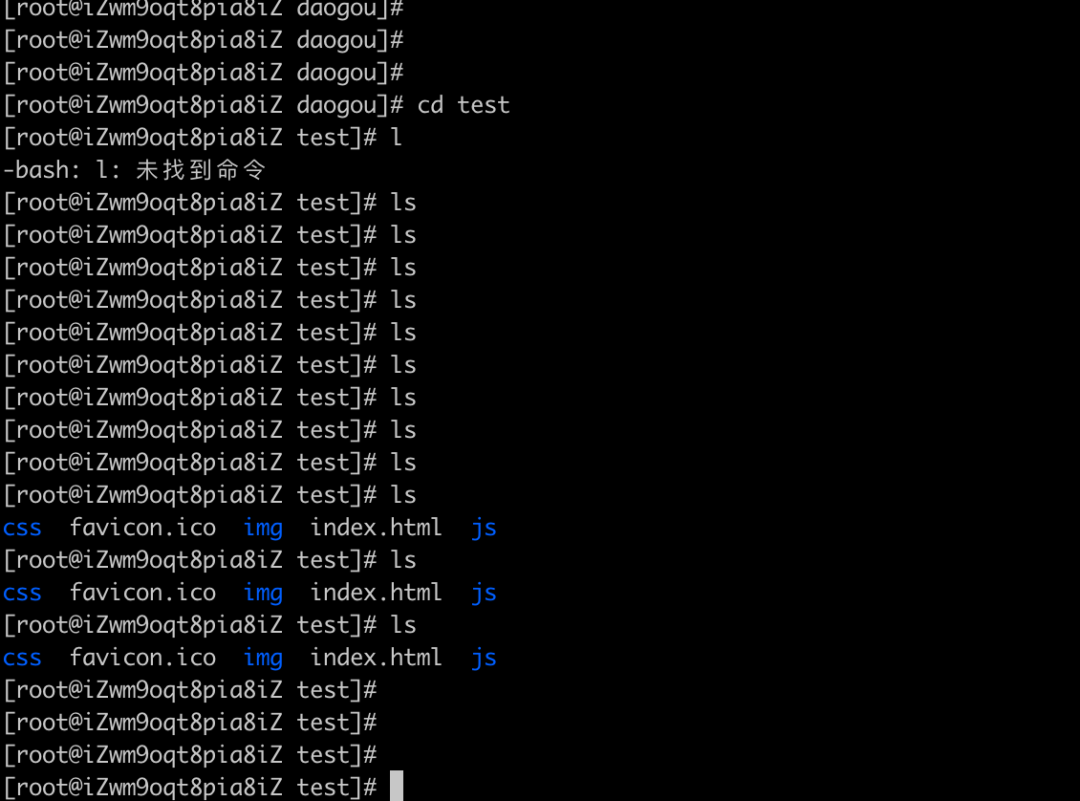 [root@iZwm9oqt8pia8iZ daogou]#
[root@iZwm9oqt8pia8iZ daogou]#
[root@iZwm9oqt8pia8iZ daogou]#
[root@iZwm9oqt8pia8iZ daogou]# cd test
[root@iZwm9oqt8pia8iZ test]# l
-bash: l: 未找到命令
[root@iZwm9oqt8pia8iZ test]# ls
[root@iZwm9oqt8pia8iZ test]# ls
[root@iZwm9oqt8pia8iZ test]# ls
[root@iZwm9oqt8pia8iZ test]# ls
[root@iZwm9oqt8pia8iZ test]# ls
[root@iZwm9oqt8pia8iZ test]# ls
[root@iZwm9oqt8pia8iZ test]# ls
[root@iZwm9oqt8pia8iZ test]# ls
[root@iZwm9oqt8pia8iZ test]# ls
[root@iZwm9oqt8pia8iZ test]# ls
css  favicon.ico  img  index.html  js
[root@iZwm9oqt8pia8iZ test]# ls
css  favicon.ico  img  index.html  js
[root@iZwm9oqt8pia8iZ test]# ls
css  favicon.ico  img  index.html  js
[root@iZwm9oqt8pia8iZ test]#
[root@iZwm9oqt8pia8iZ test]#
[root@iZwm9oqt8pia8iZ test]#
[root@iZwm9oqt8pia8iZ test]#